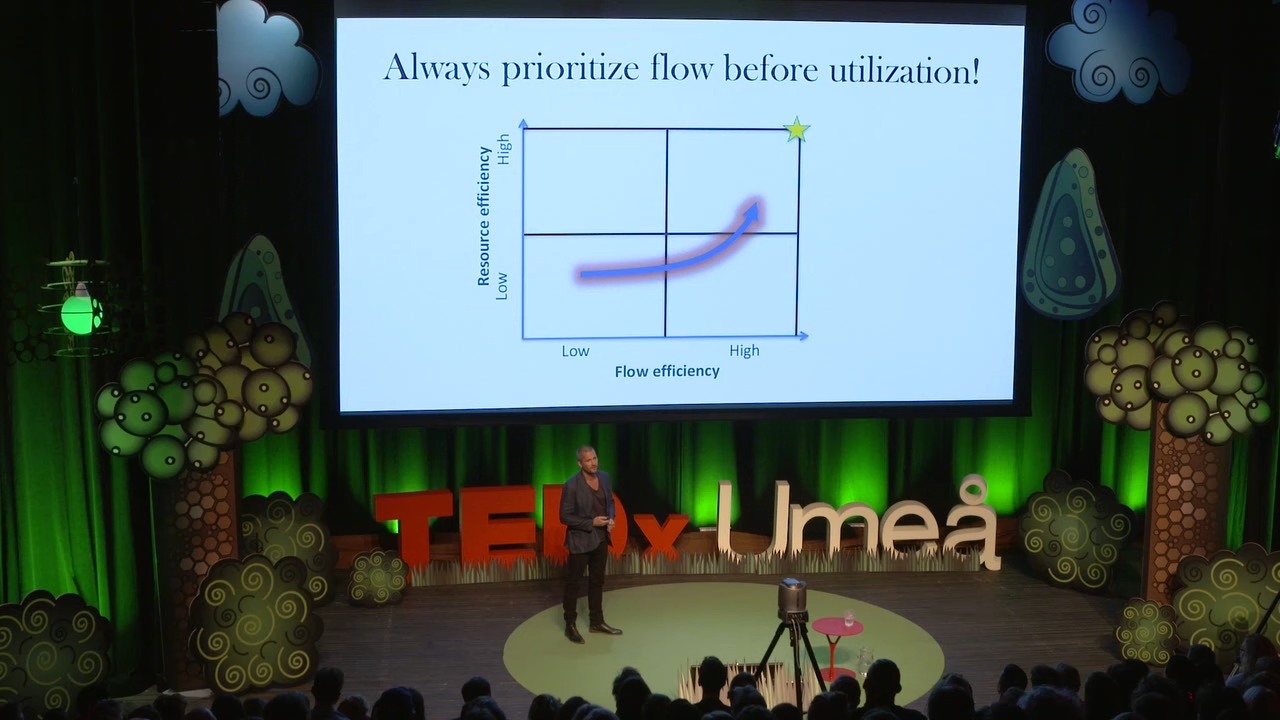 Always prioritize flow before utilization!
High
Resource efficiency
Low
Low
High
Flow efficiency
TEDx Umeå